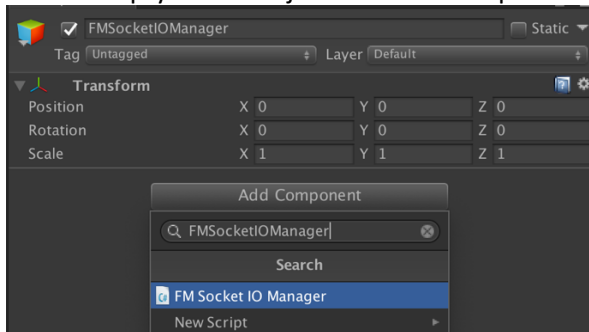 FMSocketIOManager Static
Tag Untagged Layer Default
Transform
Position X 0 Y 0 Z 0
Rotation X 0 Y 0 Z 0
Scale X 1 Y 1 Z 1
Add Component
FMSocketIOManager
Search
FM Socket IO Manager
New Script